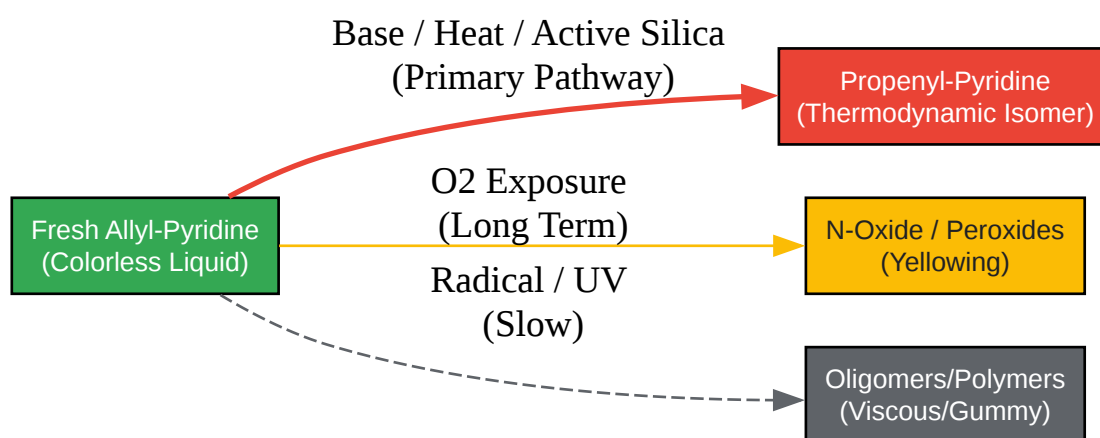 Base / Heat / Active Silica
(Primary Pathway)
Propenyl-Pyridine
(Thermodynamic Isomer)
O2 Exposure
(Long Term)
Fresh Allyl-Pyridine
(Colorless Liquid)
N-Oxide / Peroxides
(Yellowing)
Radical / UV
(Slow)
Oligomers/Polymers
(Viscous/Gummy)